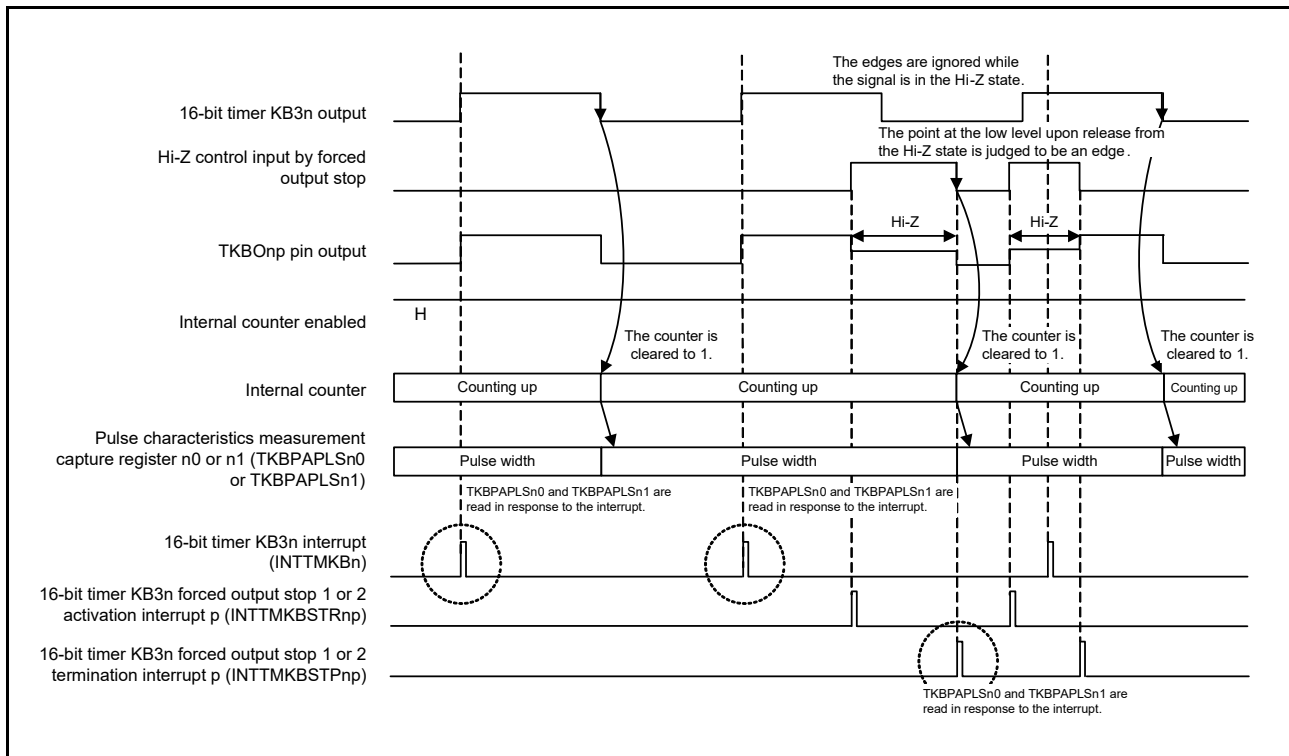 The edges are ignored while
the signal is in the Hi-Z state.
16-bit timer KB3n output
The point at the low level upon release from
the Hi-Z state is judged to be an edge .
Hi-Z control input by forced
output stop
Hi-Z
Hi-Z
TKBOnp pin output
H
Internal counter enabled
The counter is
cleared to 1.
The counter is
cleared to 1.
The counter is
cleared to 1.
Internal counter
Counting up
Counting up
Counting up
Counting up
Pulse characteristics measurement
capture register n0 or n1 (TKBPAPLSn0
or TKBPAPLSn1)
Pulse width
Pulse width
Pulse width
Pulse width
TKBPAPLSn0 and TKBPAPLSn1 are
read in response to the interrupt.
TKBPAPLSn0 and TKBPAPLSn1 are
read in response to the interrupt.
16-bit timer KB3n interrupt
(INTTMKBn)
16-bit timer KB3n forced output stop 1 or 2
activation interrupt p (INTTMKBSTRnp)
16-bit timer KB3n forced output stop 1 or 2
termination interrupt p (INTTMKBSTPnp)
TKBPAPLSn0 and TKBPAPLSn1 are
read in response to the interrupt.